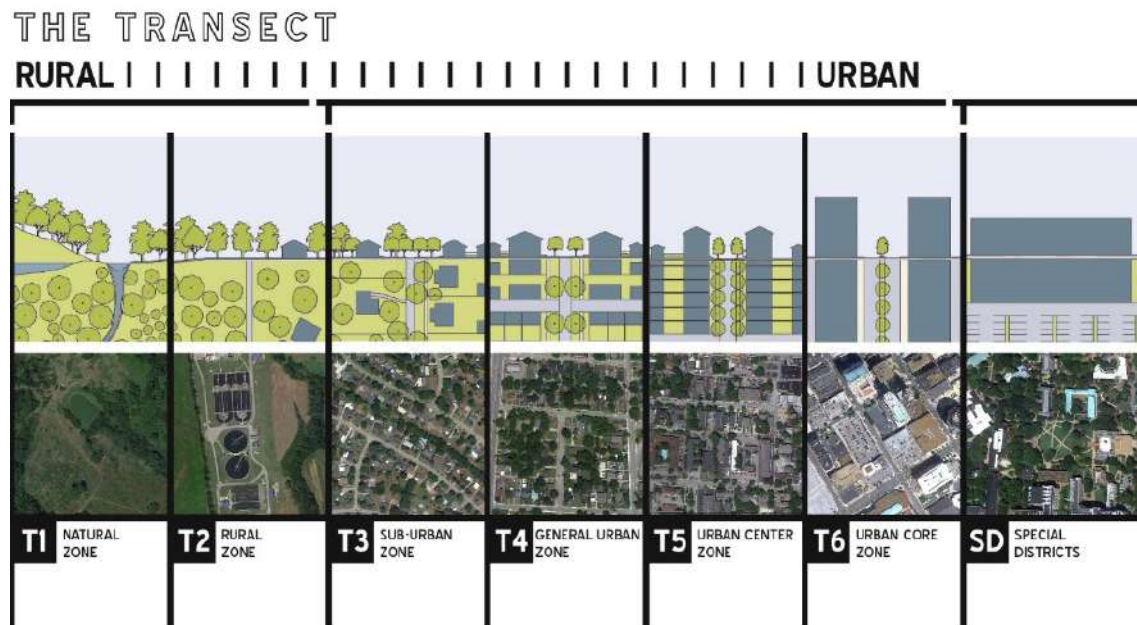 THE TRANSECT
RURAL URBAN
T1 NATURAL
ZONE
T2 RURAL
ZONE
T3 SUB-URBAN
ZONE
T4 GENERAL URBAN
ZONE
T5 URBAN CENTER
ZONE
T6 URBAN CORE
ZONE
SD SPECIAL
DISTRICTS